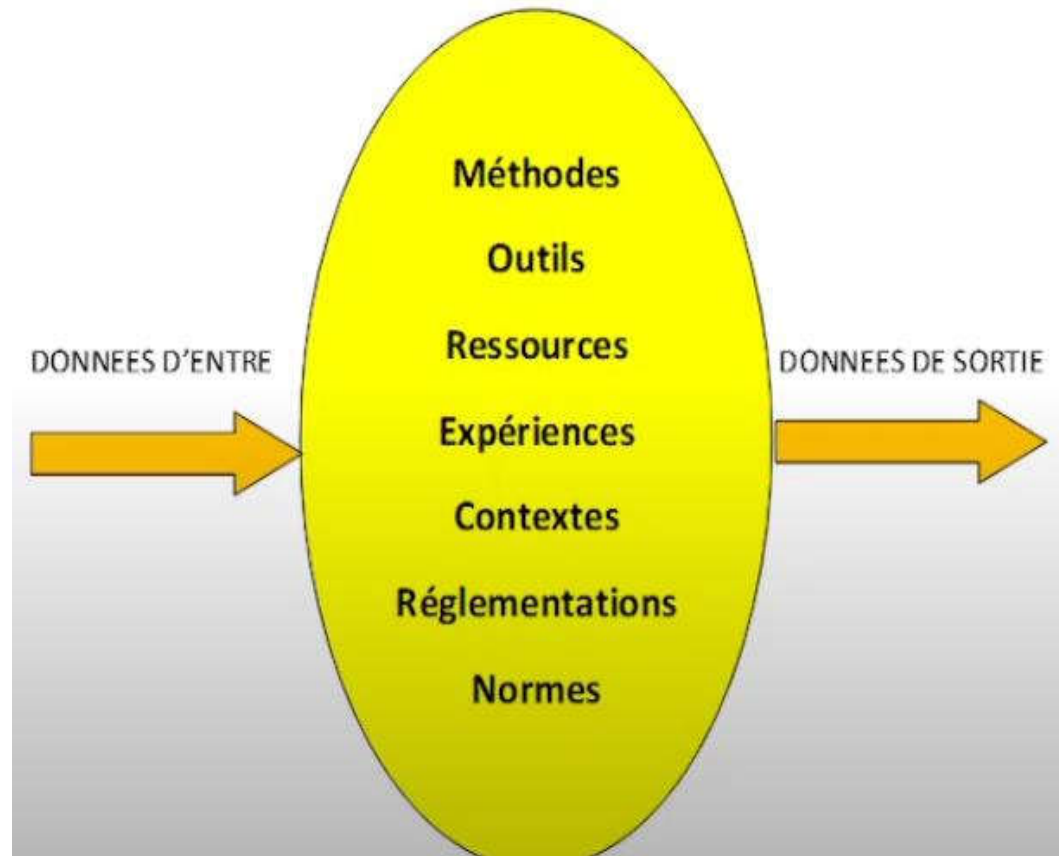 Méthodes
Outils
Ressources
DONNEES D'ENTRE
DONNEES DE SORTIE
Expériences
Contextes
Réglementations
Normes